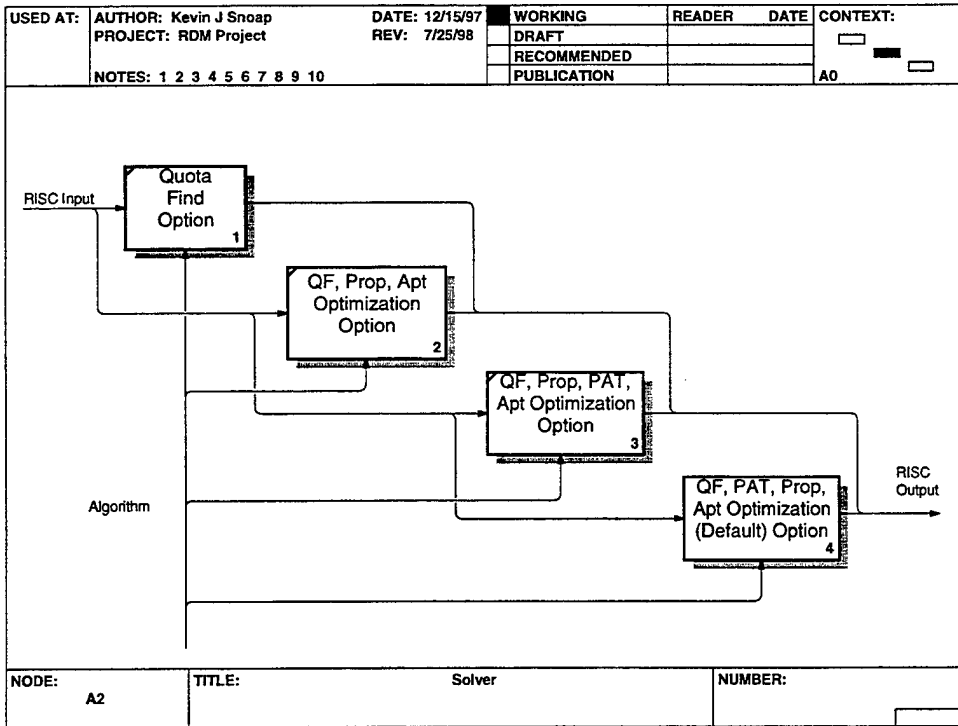 USED AT: AUTHOR: Kevin J Snoap DATE: 12/15/97 WORKING READER DATE CONTEXT:
PROJECT: RDM Project REV: 7/25/98 DRAFT
RECOMMENDED
NOTES: 1 2 3 4 5 6 7 8 9 10 PUBLICATION A0
RISC Input
Quota
Find
Option
1
QF, Prop, Apt
Optimization
Option
2
QF, Prop, PAT,
Apt Optimization
Option
3
Algorithm
QF, PAT, Prop,
Apt Optimization
(Default) Option
4
RISC
Output
NODE: TITLE: Solver NUMBER:
A2